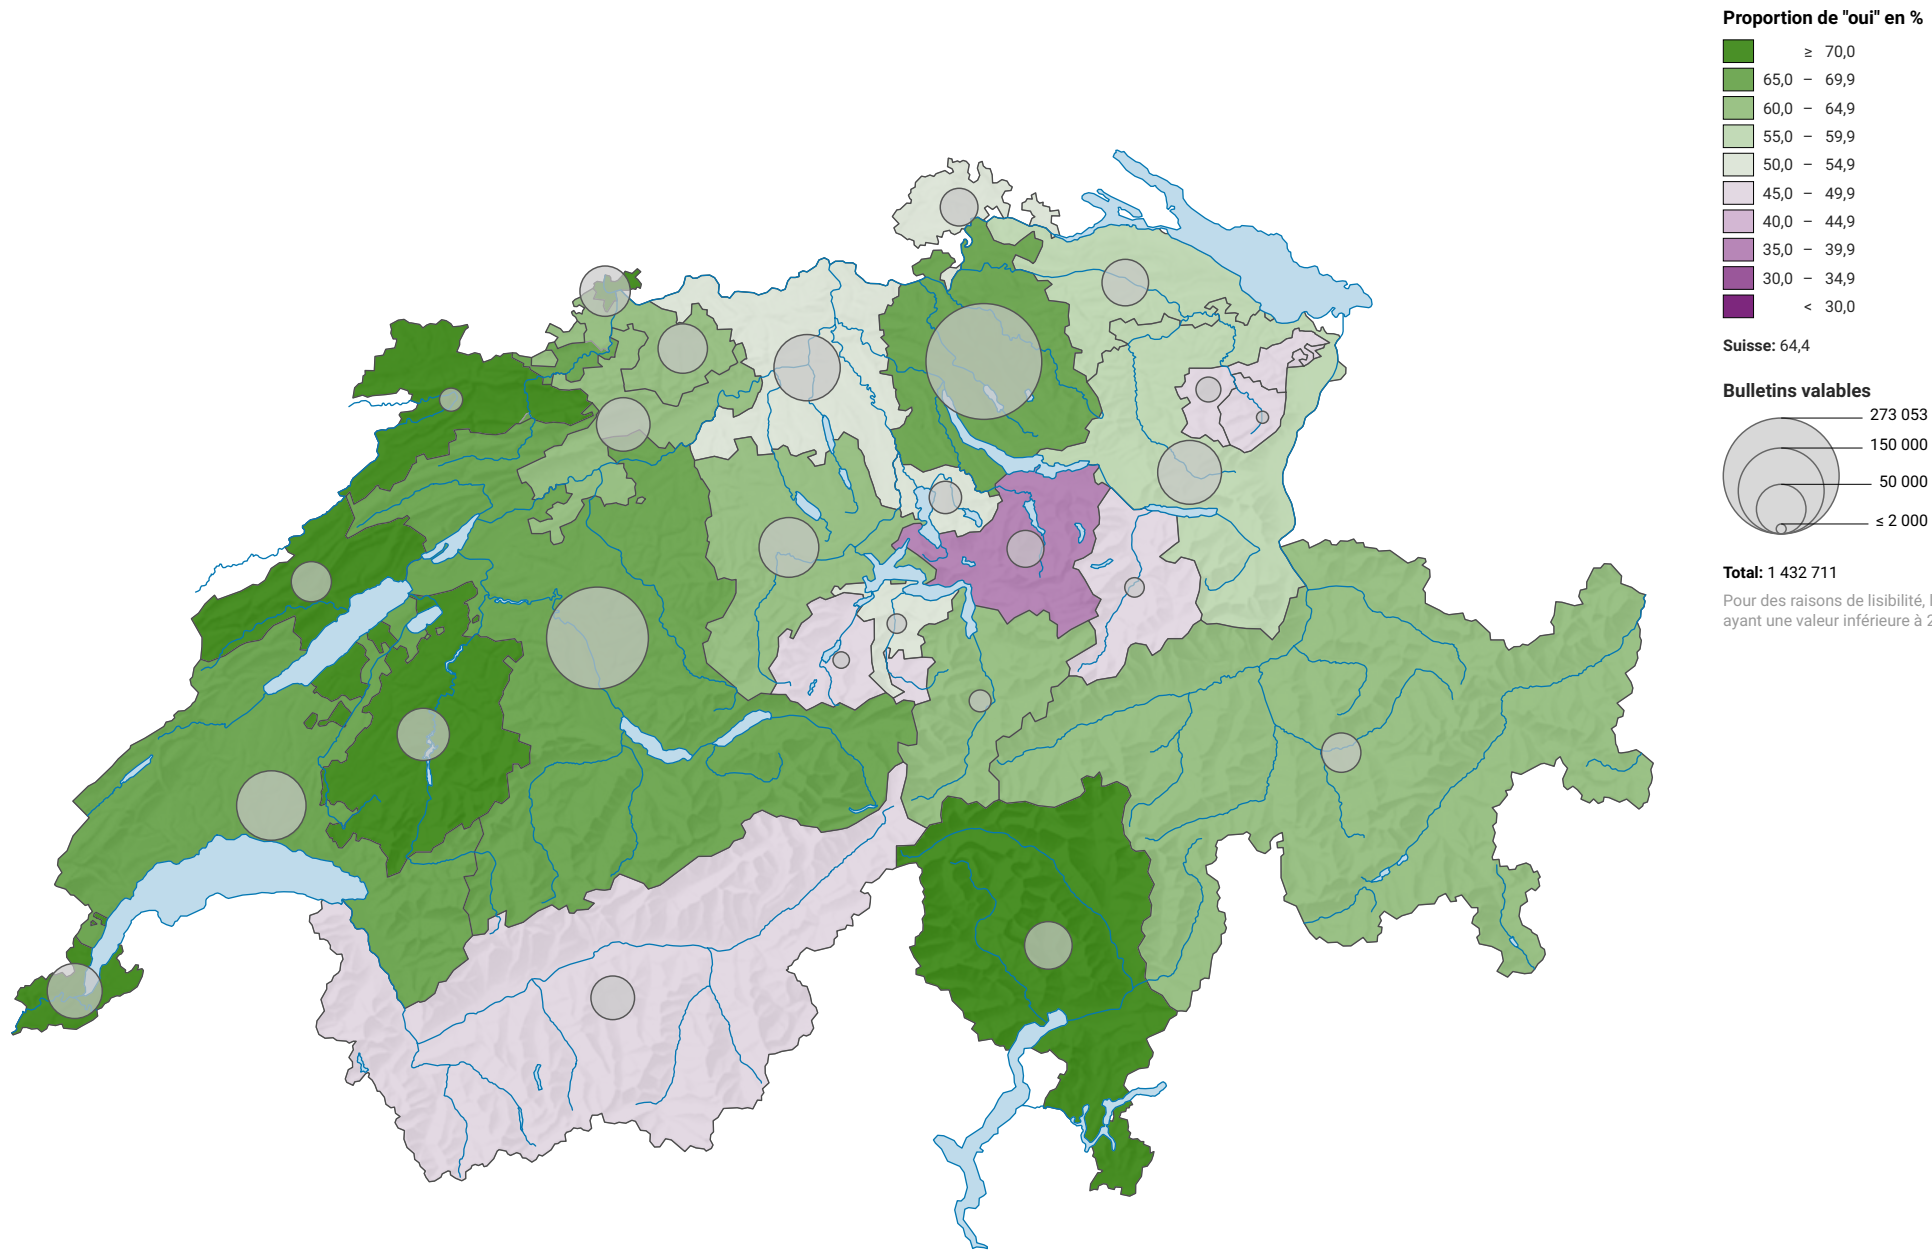 Proportion de "oui" en %
≥ 70,0
65,0 – 69,9
60,0 – 64,9
55,0 – 59,9
50,0 – 54,9
45,0 – 49,9
40,0 – 44,9
35,0 – 39,9
30,0 – 34,9
< 30,0
Suisse: 64,4
Bulletins valables
273 053
150 000
50 000
≤ 2 000
Total: 1 432 711
Pour des raisons de lisibilité,
ayant une valeur inférieure à